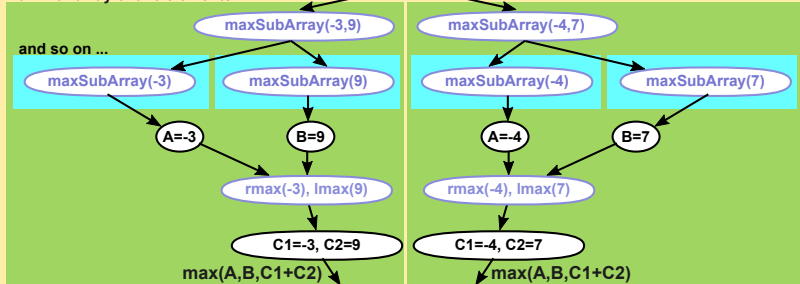 maxSubArray(-3,9)
maxSubArray(-4,7)
and so on ...
maxSubArray(-3)
maxSubArray(9)
maxSubArray(-4)
maxSubArray(7)
A=-3
B=9
A=-4
B=7
rmax(-3), lmax(9)
rmax(-4), lmax(7)
C1=-3, C2=9
C1=-4, C2=7
max(A,B,C1+C2)
max(A,B,C1+C2)